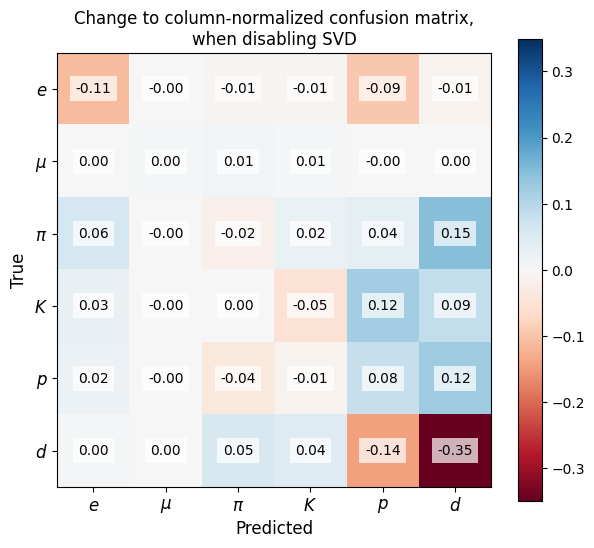 Change to column-normalized confusion matrix,
when disabling SVD
e -0.11 -0.00 -0.01 -0.01 -0.09 -0.01
μ 0.00 0.00 0.01 0.01 -0.00 0.00
π 0.06 -0.00 -0.02 0.02 0.04 0.15
K 0.03 -0.00 0.00 -0.05 0.12 0.09
p 0.02 -0.00 -0.04 -0.01 0.08 0.12
d 0.00 0.00 0.05 0.04 -0.14 -0.35
e μ π K p d
Predicted
True
0.3
0.2
0.1
0.0
−0.1
−0.2
−0.3